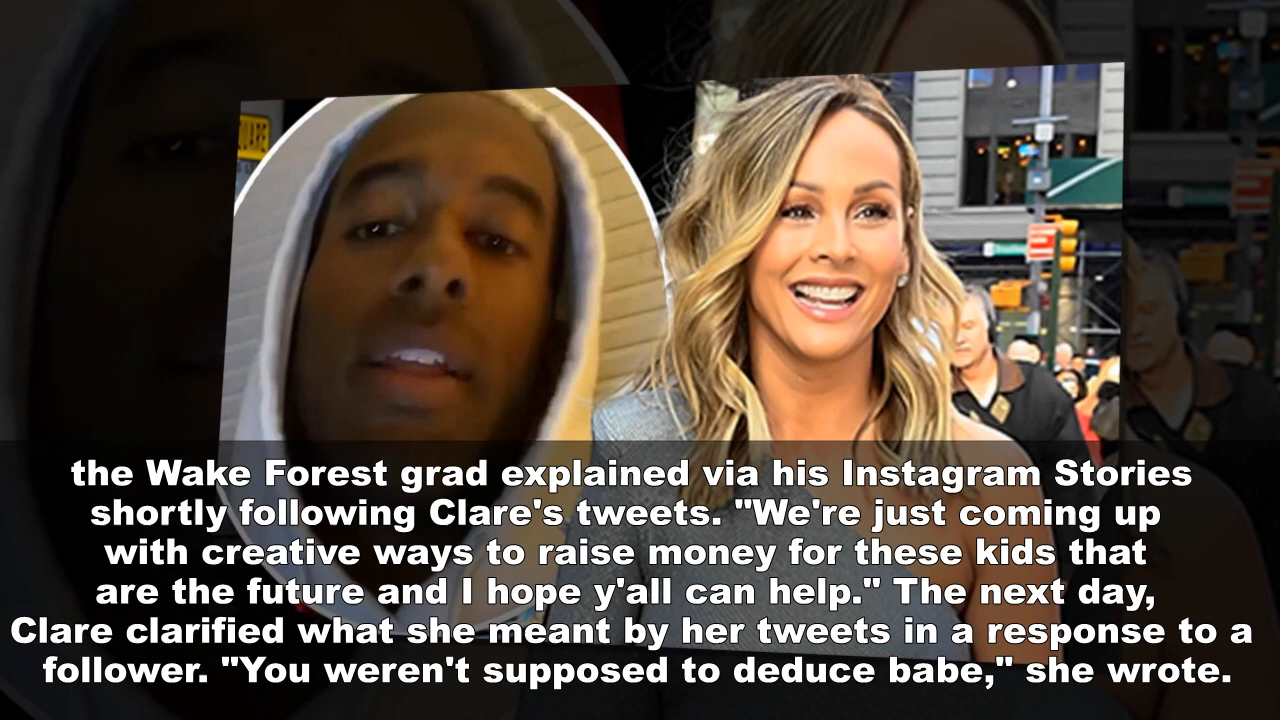 UARE
the Wake Forest grad explained via his Instagram Stories
shortly following Clare's tweets. "We're just coming up
with creative ways to raise money for these kids that
are the future and I hope y'all can help." The next day,
Clare clarified what she meant by her tweets in a response to a
follower. "You weren't supposed to deduce babe," she wrote.